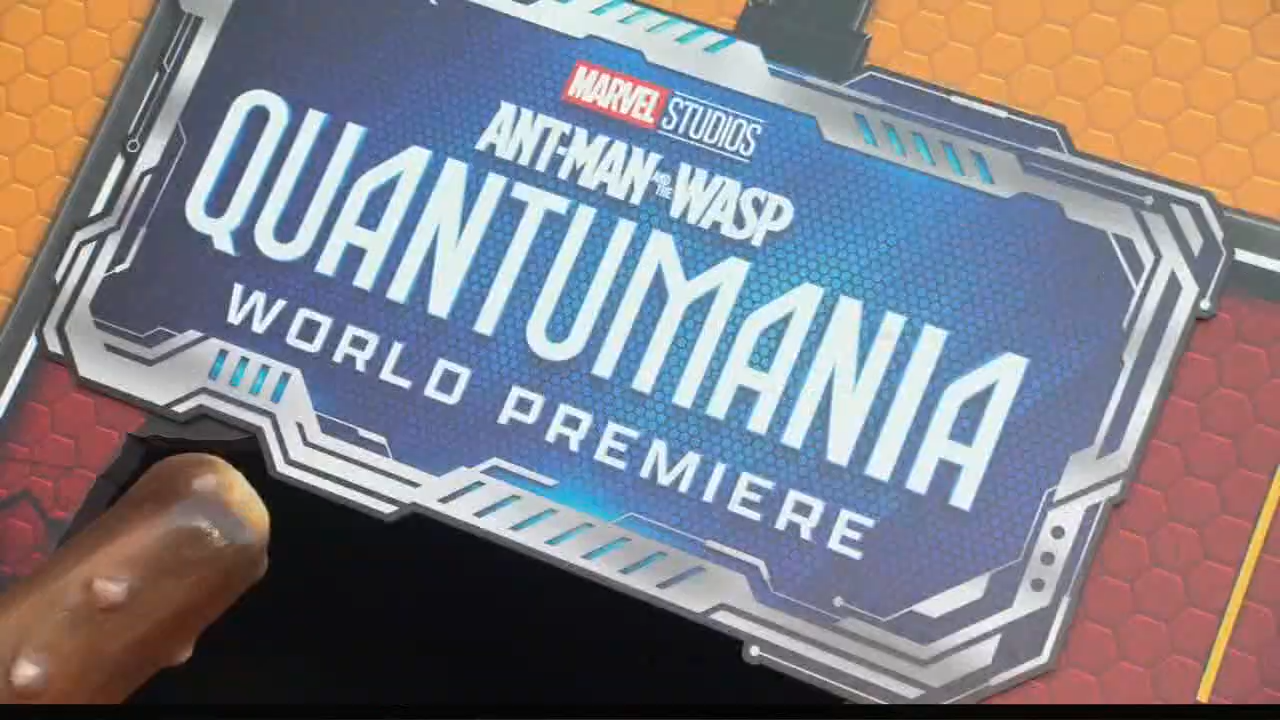 MARVEL STUDIOS
ANT-MAN AND THE WASP
QUANTUMANIA
WORLD PREMIERE